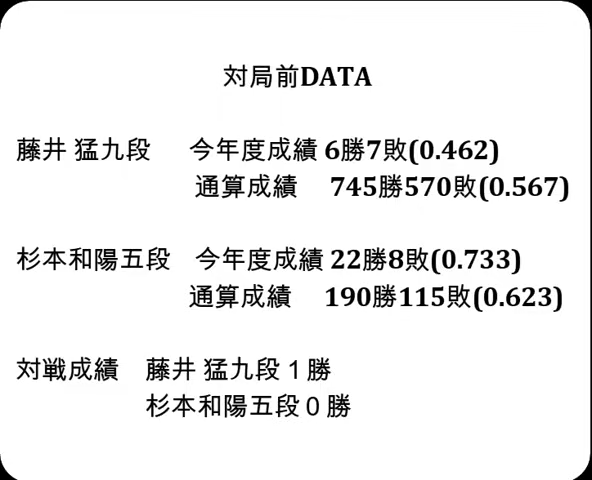 対局前DATA
藤井 猛九段 今年度成績 6勝7敗(0.462)
通算成績 745勝570敗(0.567)
杉本和陽五段 今年度成績 22勝8敗(0.733)
通算成績 190勝115敗(0.623)
対戦成績 藤井 猛九段 1 勝
杉本和陽五段 0 勝